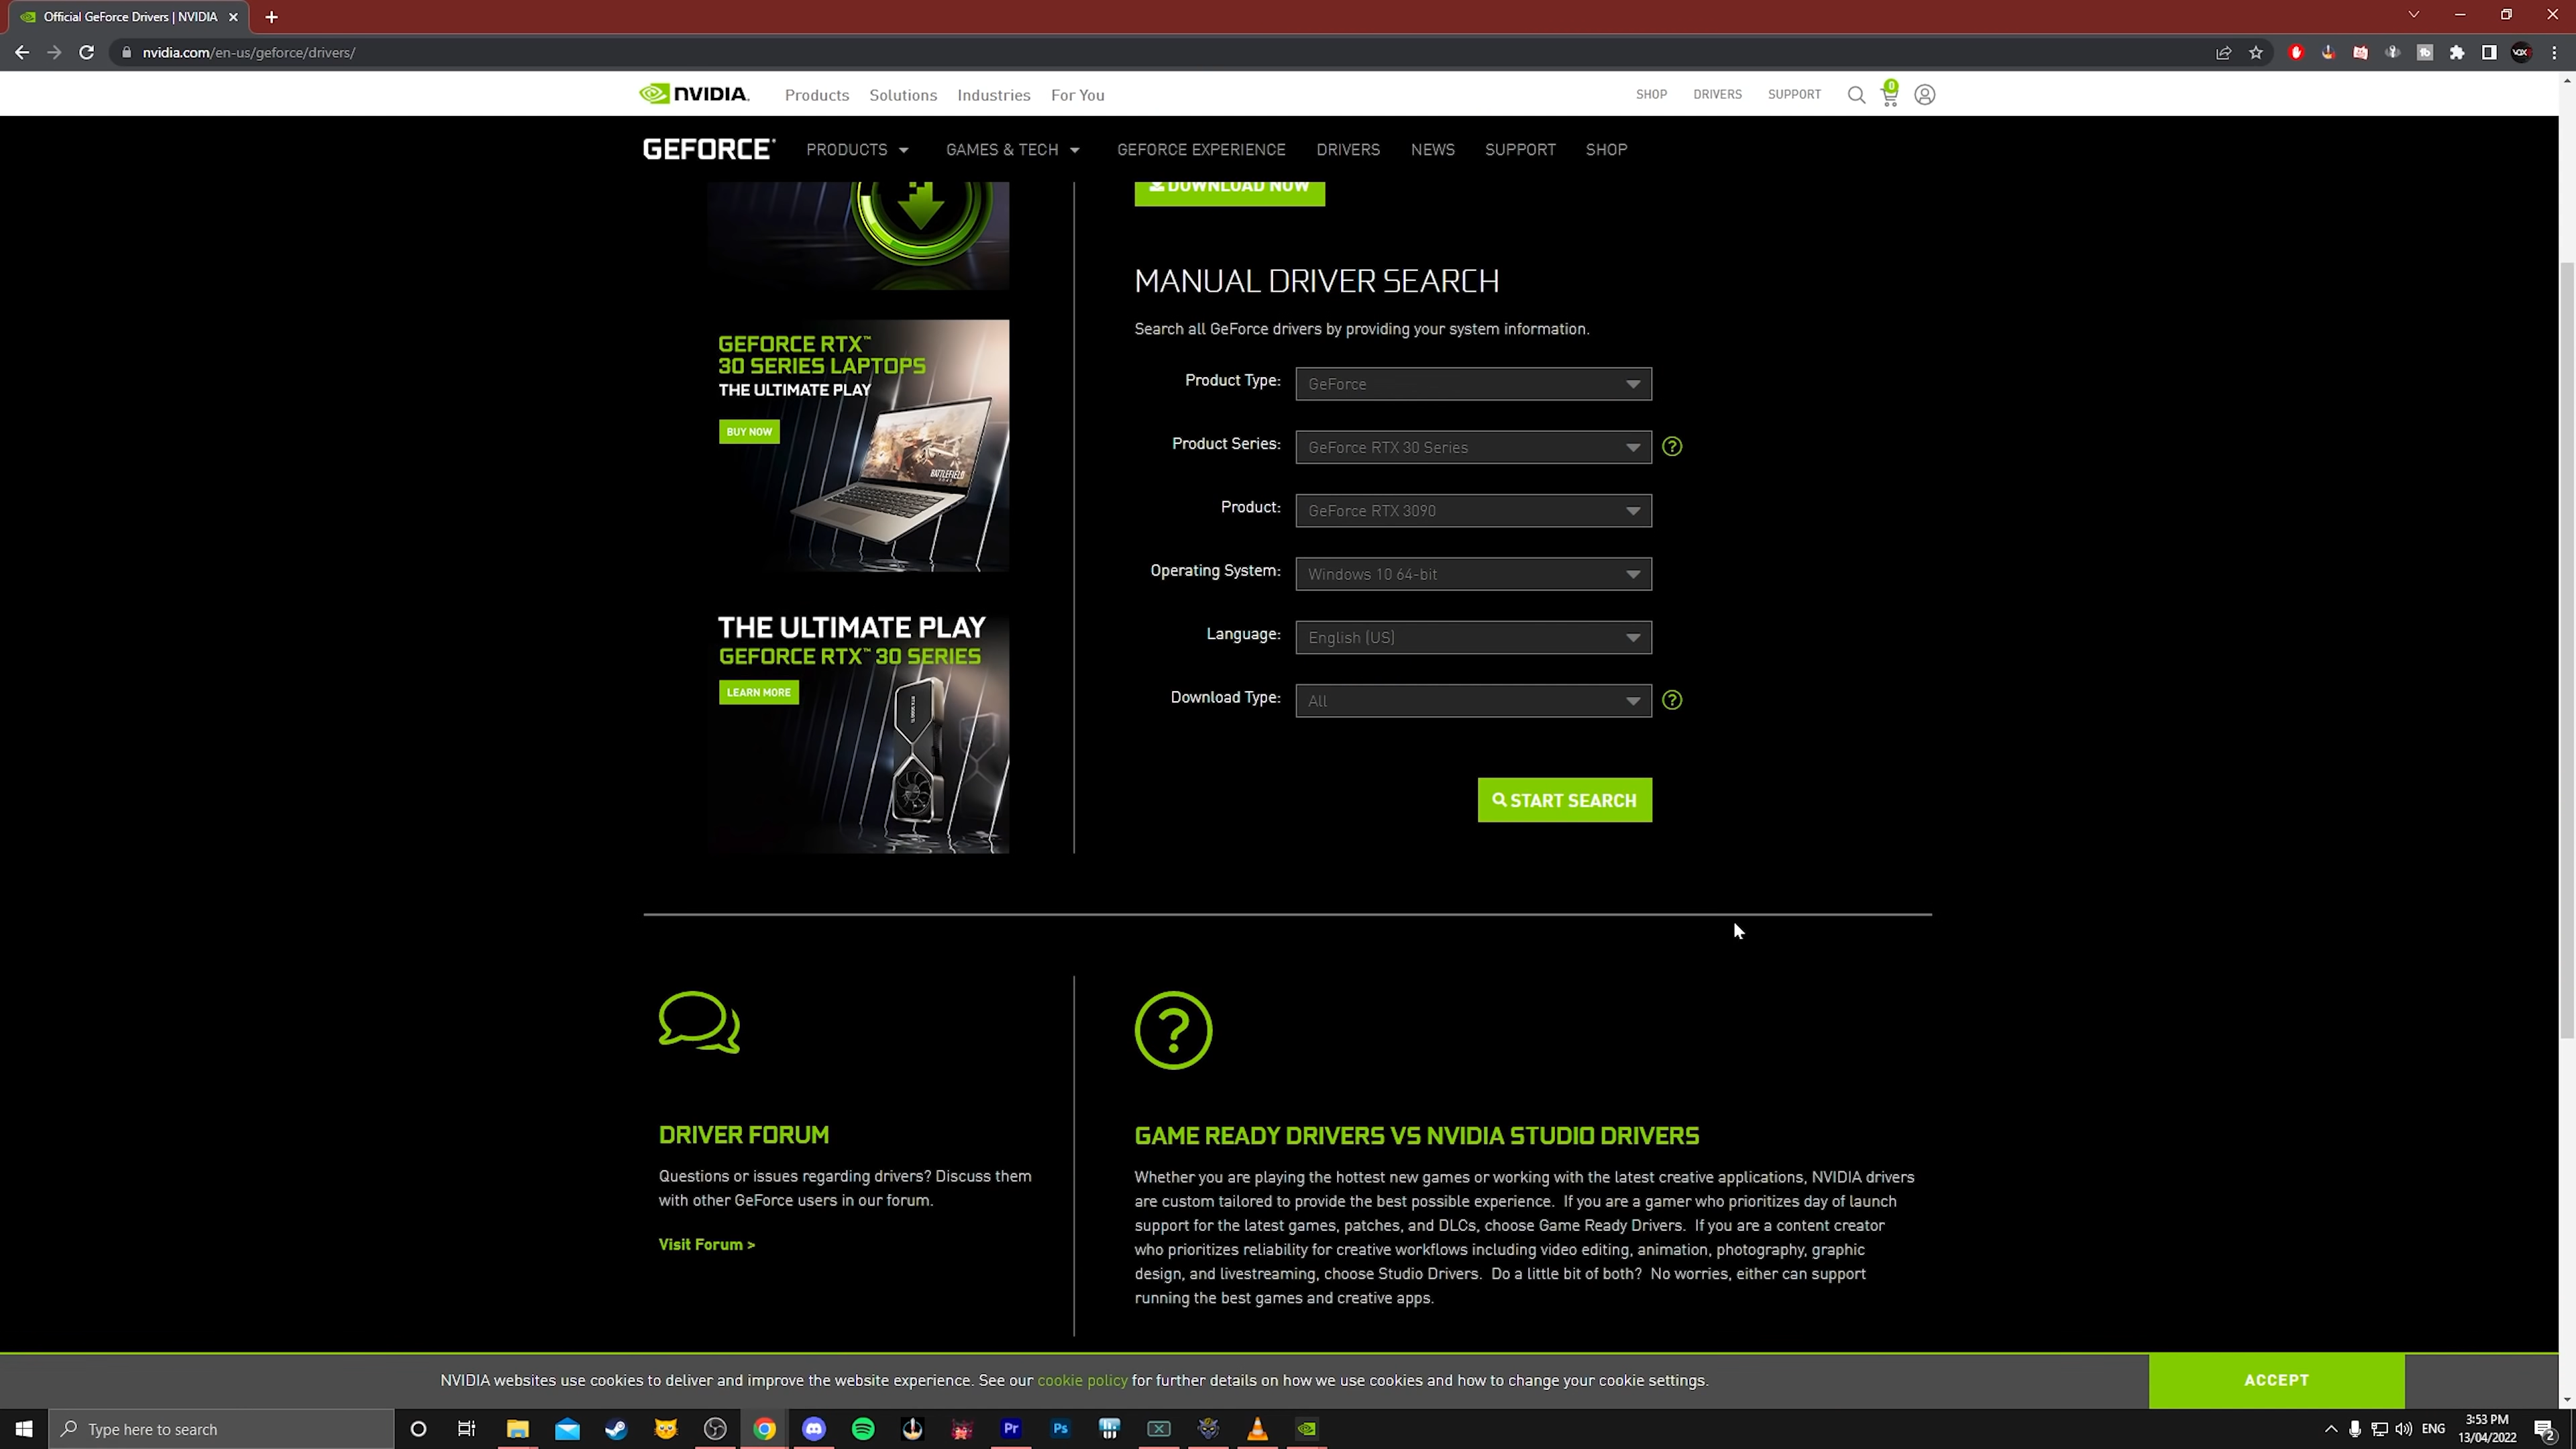 Official GeForce Drivers | NVIDIA
nvidia.com/en-us/geforce/drivers/
NVIDIA.
Products Solutions Industries For You
SHOP DRIVERS SUPPORT
0
GEFORCE
PRODUCTS GAMES & TECH GEFORCE EXPERIENCE DRIVERS NEWS SUPPORT SHOP
DOWNLOAD NOW
GEFORCE RTX™
30 SERIES LAPTOPS
THE ULTIMATE PLAY
BUY NOW
BATTLEFIELD
THE ULTIMATE PLAY
GEFORCE RTX™ 30 SERIES
LEARN MORE
MANUAL DRIVER SEARCH
Search all GeForce drivers by providing your system information.
Product Type: GeForce
Product Series: GeForce RTX 30 Series ?
Product: GeForce RTX 3090
Operating System: Windows 10 64-bit
Language: English (US)
Download Type: All ?
START SEARCH
DRIVER FORUM
Questions or issues regarding drivers? Discuss them
with other GeForce users in our forum.
Visit Forum >
?
GAME READY DRIVERS VS NVIDIA STUDIO DRIVERS
Whether you are playing the hottest new games or working with the latest creative applications, NVIDIA drivers
are custom tailored to provide the best possible experience. If you are a gamer who prioritizes day of launch
support for the latest games, patches, and DLCs, choose Game Ready Drivers. If you are a content creator
who prioritizes reliability for creative workflows including video editing, animation, photography, graphic
design, and livestreaming, choose Studio Drivers. Do a little bit of both? No worries, either can support
running the best games and creative apps.
NVIDIA websites use cookies to deliver and improve the website experience. See our cookie policy for further details on how we use cookies and how to change your cookie settings.
ACCEPT
Type here to search
Pr
Ps
ENG
3:53 PM
13/04/2022
2